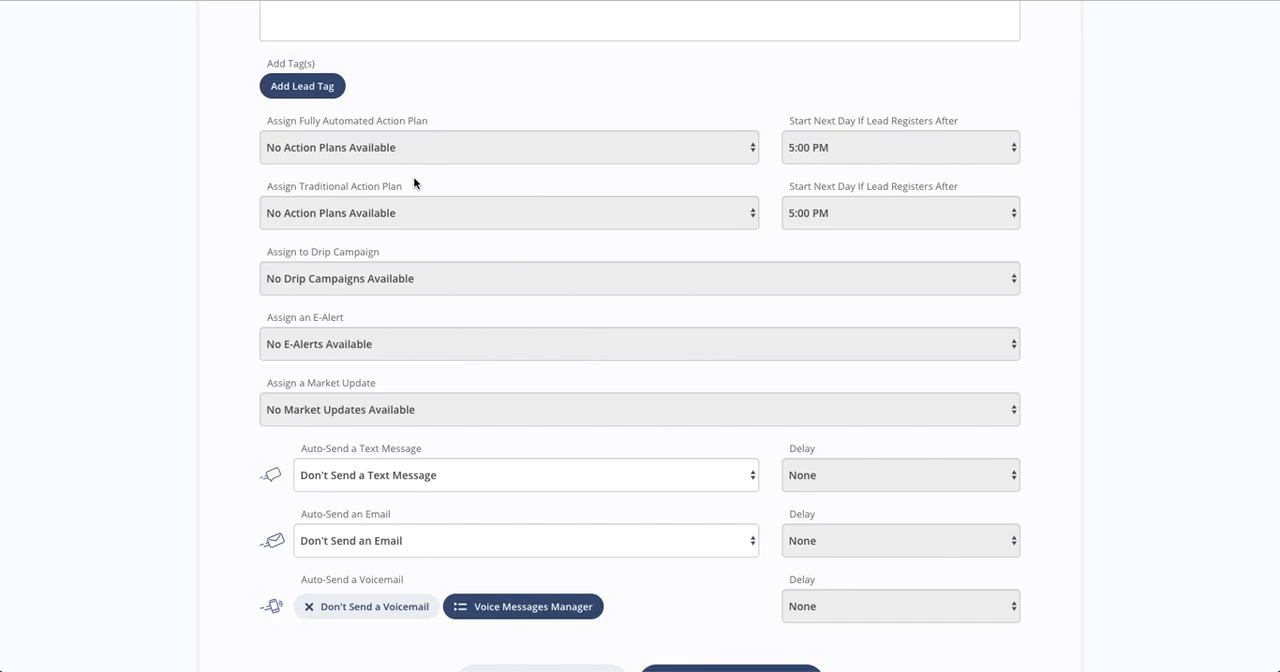 Add Tag(s)
Add Lead Tag
Assign Fully Automated Action Plan
Start Next Day If Lead Registers After
No Action Plans Available
5:00 PM
Assign Traditional Action Plan
Start Next Day If Lead Registers After
No Action Plans Available
5:00 PM
Assign to Drip Campaign
No Drip Campaigns Available
Assign an E-Alert
No E-Alerts Available
Assign a Market Update
No Market Updates Available
Auto-Send a Text Message
Delay
Don't Send a Text Message
None
Auto-Send an Email
Delay
Don't Send an Email
None
Auto-Send a Voicemail
Delay
Don't Send a Voicemail
Voice Messages Manager
None